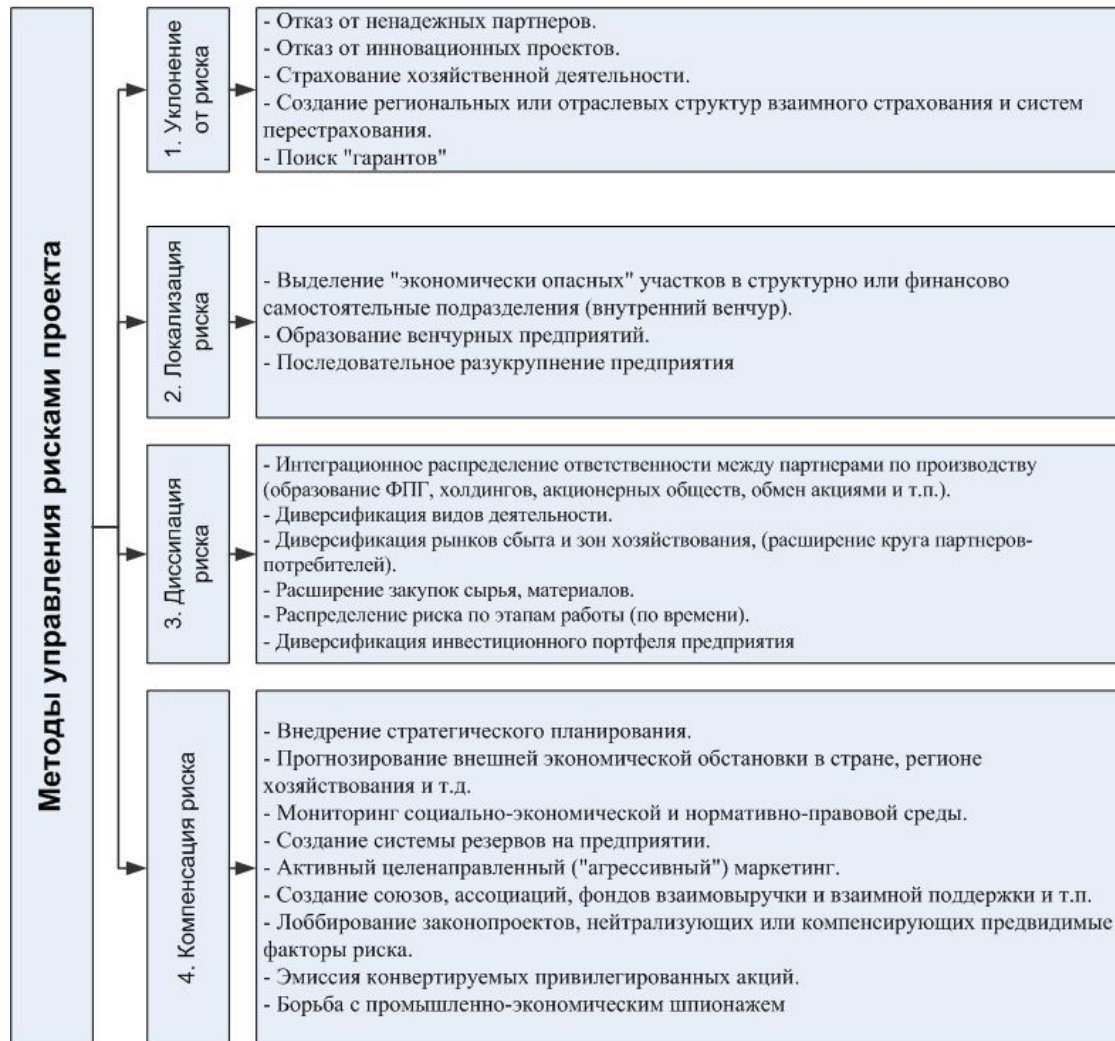 Методы управления рисками проекта
1. Уклонение
от риска
- Отказ от ненадежных партнеров.
- Отказ от инновационных проектов.
- Страхование хозяйственной деятельности.
- Создание региональных или отраслевых структур взаимного страхования и систем
перестрахования.
- Поиск "гарантов"
2. Локализация
риска
- Выделение "экономически опасных" участков в структурно или финансово
самостоятельные подразделения (внутренний венчур).
- Образование венчурных предприятий.
- Последовательное разукрупнение предприятия
3. Диссипация
риска
- Интеграционное распределение ответственности между партнерами по производству
(образование ФПГ, холдингов, акционерных обществ, обмен акциями и т.п.).
- Диверсификация видов деятельности.
- Диверсификация рынков сбыта и зон хозяйствования, (расширение круга партнеров-
потребителей).
- Расширение закупок сырья, материалов.
- Распределение риска по этапам работы (по времени).
- Диверсификация инвестиционного портфеля предприятия
4. Компенсация риска
- Внедрение стратегического планирования.
- Прогнозирование внешней экономической обстановки в стране, регионе
хозяйствования и т.д.
- Мониторинг социально-экономической и нормативно-правовой среды.
- Создание системы резервов на предприятии.
- Активный целенаправленный ("агрессивный") маркетинг.
- Создание союзов, ассоциаций, фондов взаимовыручки и взаимной поддержки и т.п.
- Лоббирование законопроектов, нейтрализующих или компенсирующих предвидимые
факторы риска.
- Эмиссия конвертируемых привилегированных акций.
- Борьба с промышленно-экономическим шпионажем